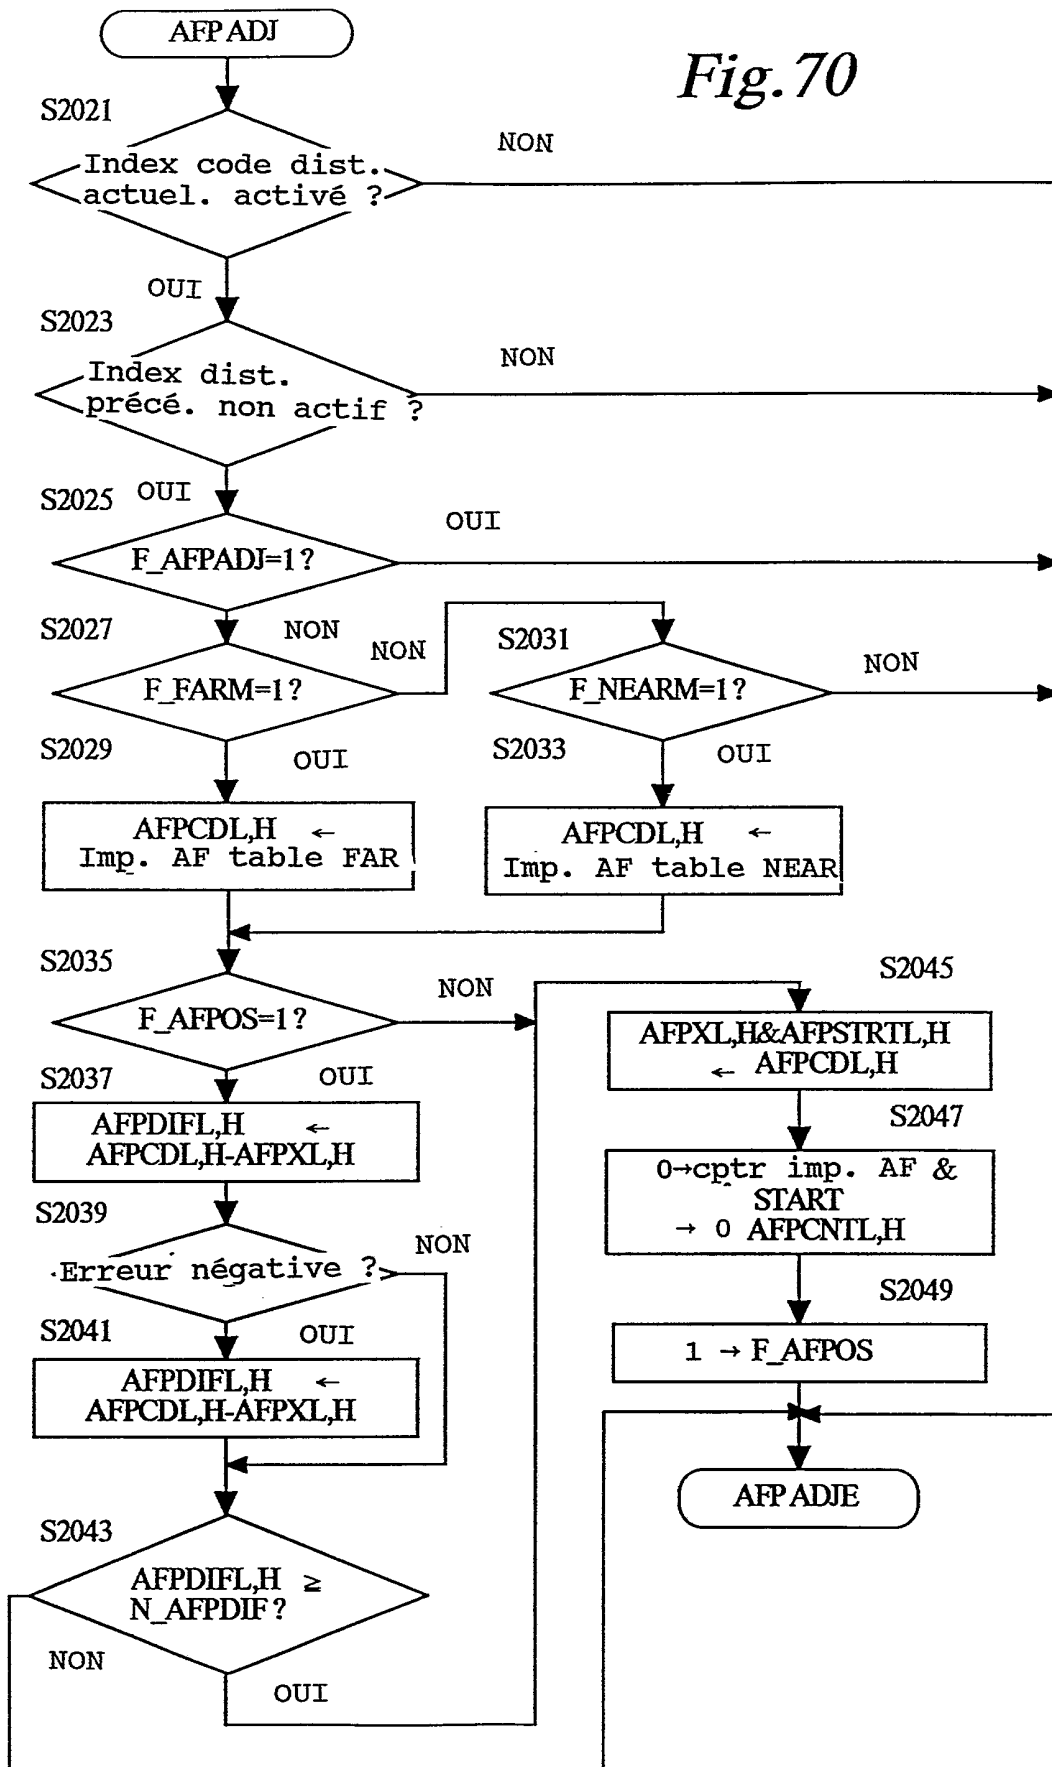 AFPADJ
Fig. 70
S2021
Index code dist.
actuel. activé ?
NON
OUI
S2023
Index dist.
précé. non actif ?
NON
OUI
S2025
F_AFPADJ=1?
OUI
NON
S2027
F_FARM=1?
NON
OUI
S2031
F_NEARM=1?
NON
OUI
S2029
AFPCDL,H ←
Imp. AF table FAR
S2033
AFPCDL,H ←
Imp. AF table NEAR
S2035
F_AFPOS=1?
NON
OUI
S2037
AFPDIFL,H ←
AFPCDL,H-AFPXL,H
S2039
Erreur négative ?
NON
OUI
S2041
AFPDIFL,H ←
AFPCDL,H-AFPXL,H
S2043
AFPDIFL,H ≥
N_AFPDIF?
NON
OUI
S2045
AFPXL,H&AFPSTRTL,H
← AFPCDL,H
S2047
0→cptr imp. AF &
START
→ 0 AFPCNTL,H
S2049
1 → F_AFPOS
AFPADJE